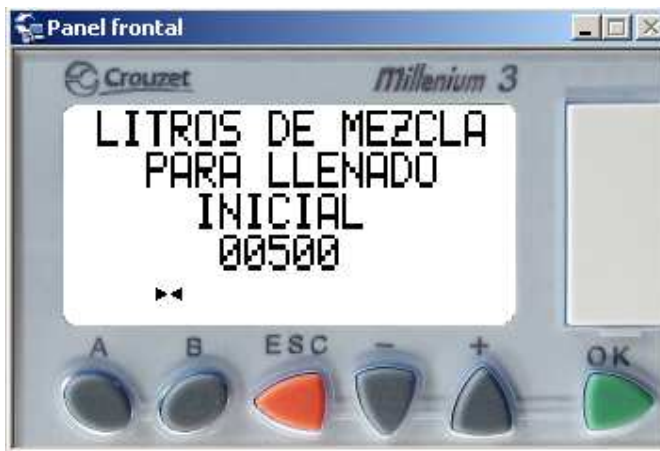 Panel frontal
Crouzet
Millenium 3
LITROS DE MEZCLA
PARA LLENADO
INICIAL
00500
A B ESC - + OK